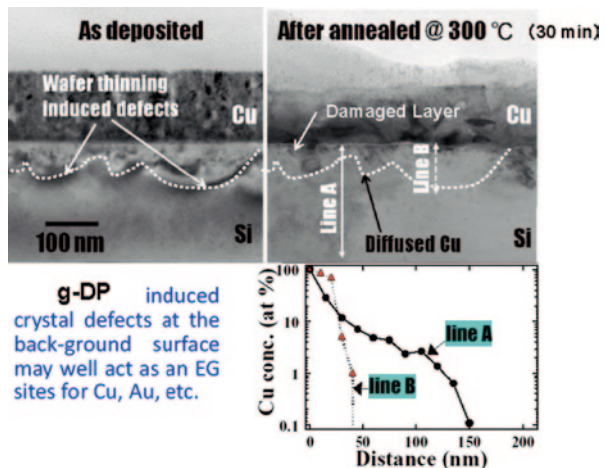 As deposited
After annealed @ 300 ℃ (30 min)
Wafer thinning
induced defects
Cu
Damaged Layer
Cu
Line A
Line B
100 nm
Si
Diffused Cu
Si
g-DP induced
crystal defects at the
back-ground surface
may well act as an EG
sites for Cu, Au, etc.
Cu conc. (at %)
100
10
1
0.1
line A
line B
0 50 100 150 200
Distance (nm)